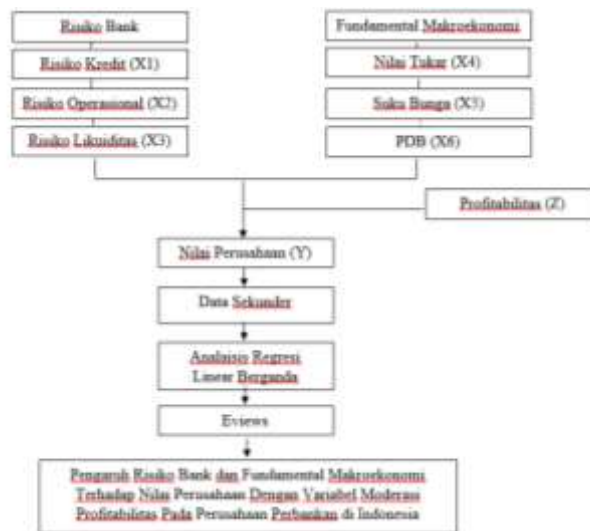 Risiko Bank
Risiko Kredit (X1)
Risiko Operasional (X2)
Risiko Likuiditas (X3)
Fundamental Makroekonomi
Nilai Tukar (X4)
Suku Bunga (X5)
PDB (X6)
Profitabilitas (Z)
Nilai Perusahaan (Y)
Data Sekunder
Analaisis Regresi
Linear Berganda
Eviews
Pengaruh Risiko Bank dan Fundamental Makroekonomi
Terhadap Nilai Perusahaan Dengan Variabel Moderasi
Profitabilitas Pada Perusahaan Perbankan di Indonesia